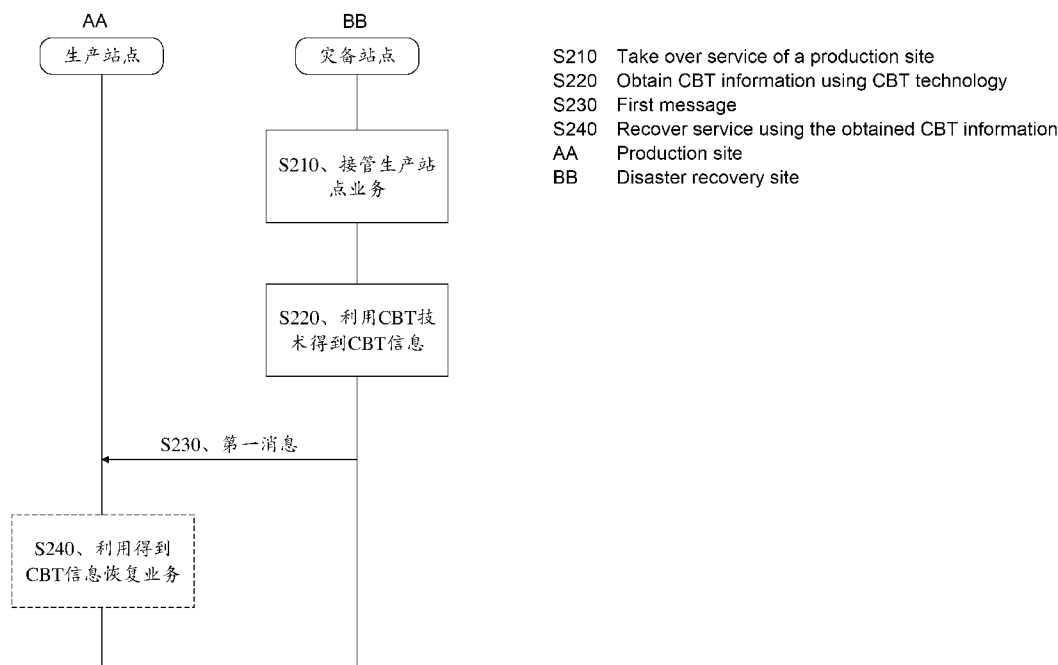 AA
BB
生产站点
灾备站点
S210、接管生产站
点业务
S220、利用CBT技
术得到CBT信息
S230、第一消息
S240、利用得到
CBT信息恢复业务
S210 Take over service of a production site
S220 Obtain CBT information using CBT technology
S230 First message
S240 Recover service using the obtained CBT information
AA Production site
BB Disaster recovery site